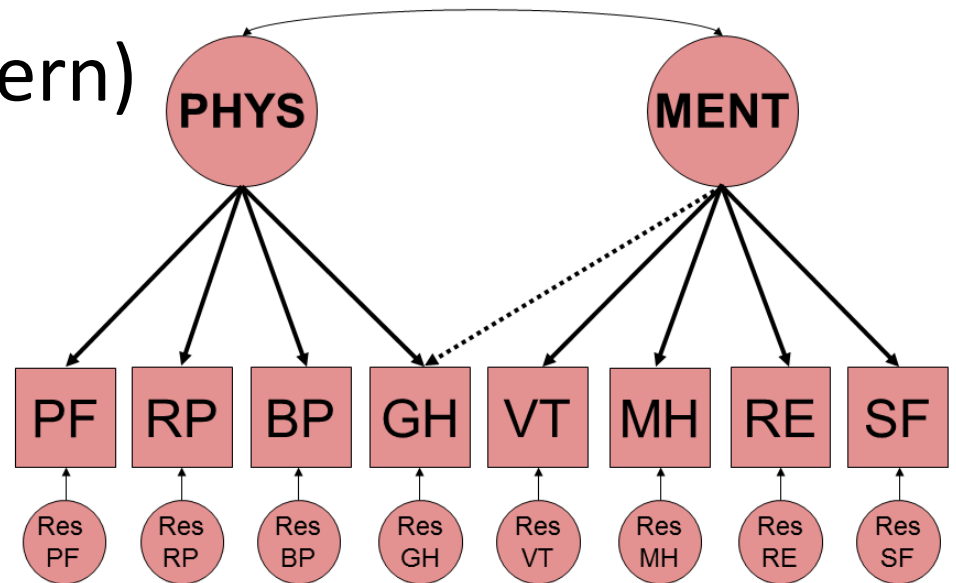 ern)
PHYS
MENT
PF RP BP GH VT MH RE SF
Res Res Res Res Res Res Res Res
PF RP BP GH VT MH RE SF